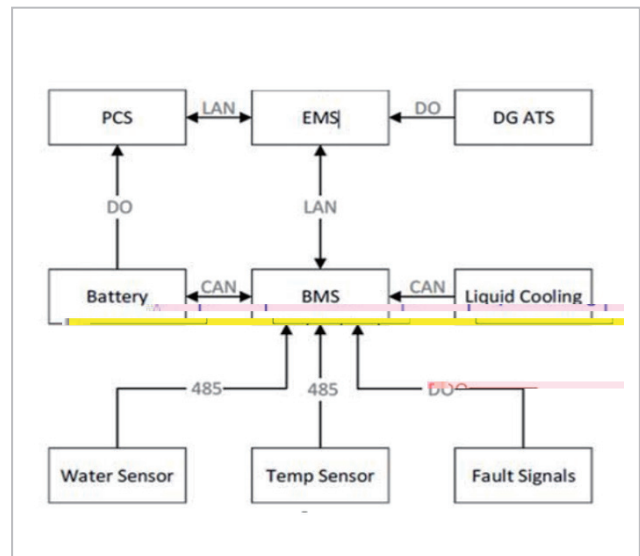 PCS
LAN
EMS
DO
DG ATS
DO
LAN
Battery
CAN
BMS
CAN
Liquid Cooling
485
485
DO
Water Sensor
Temp Sensor
Fault Signals